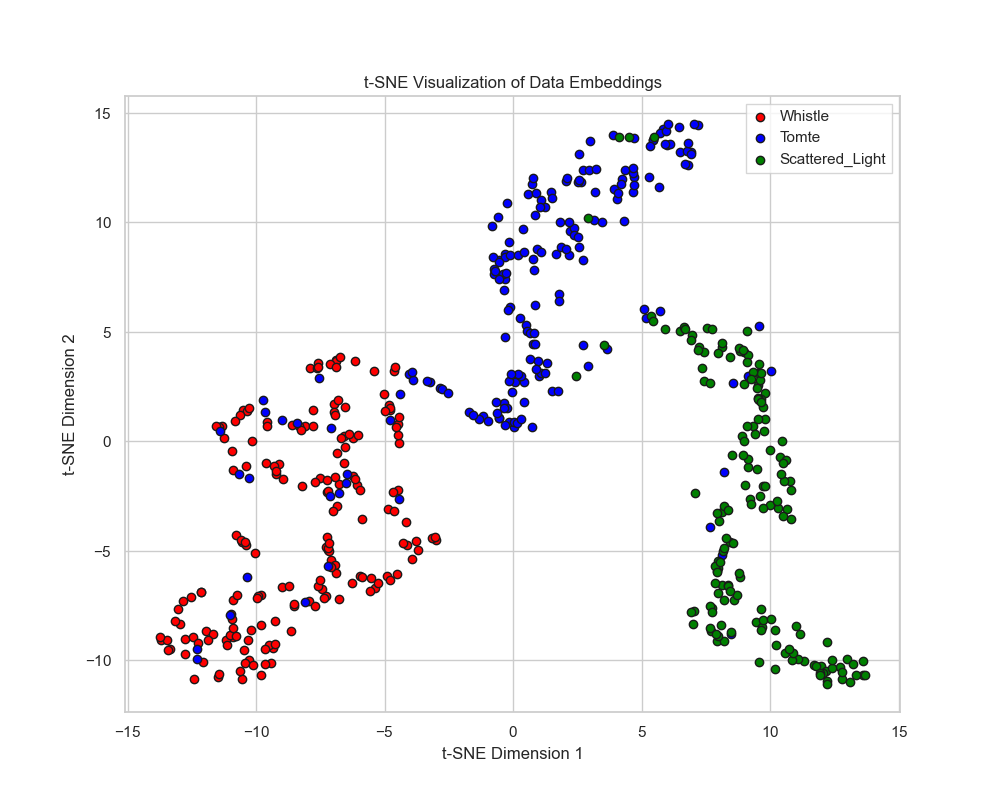 t-SNE Visualization of Data Embeddings
Whistle
Tomte
Scattered_Light
15
10
5
0
−5
−10
−15
−10
−5
0
5
10
15
t-SNE Dimension 1
t-SNE Dimension 2